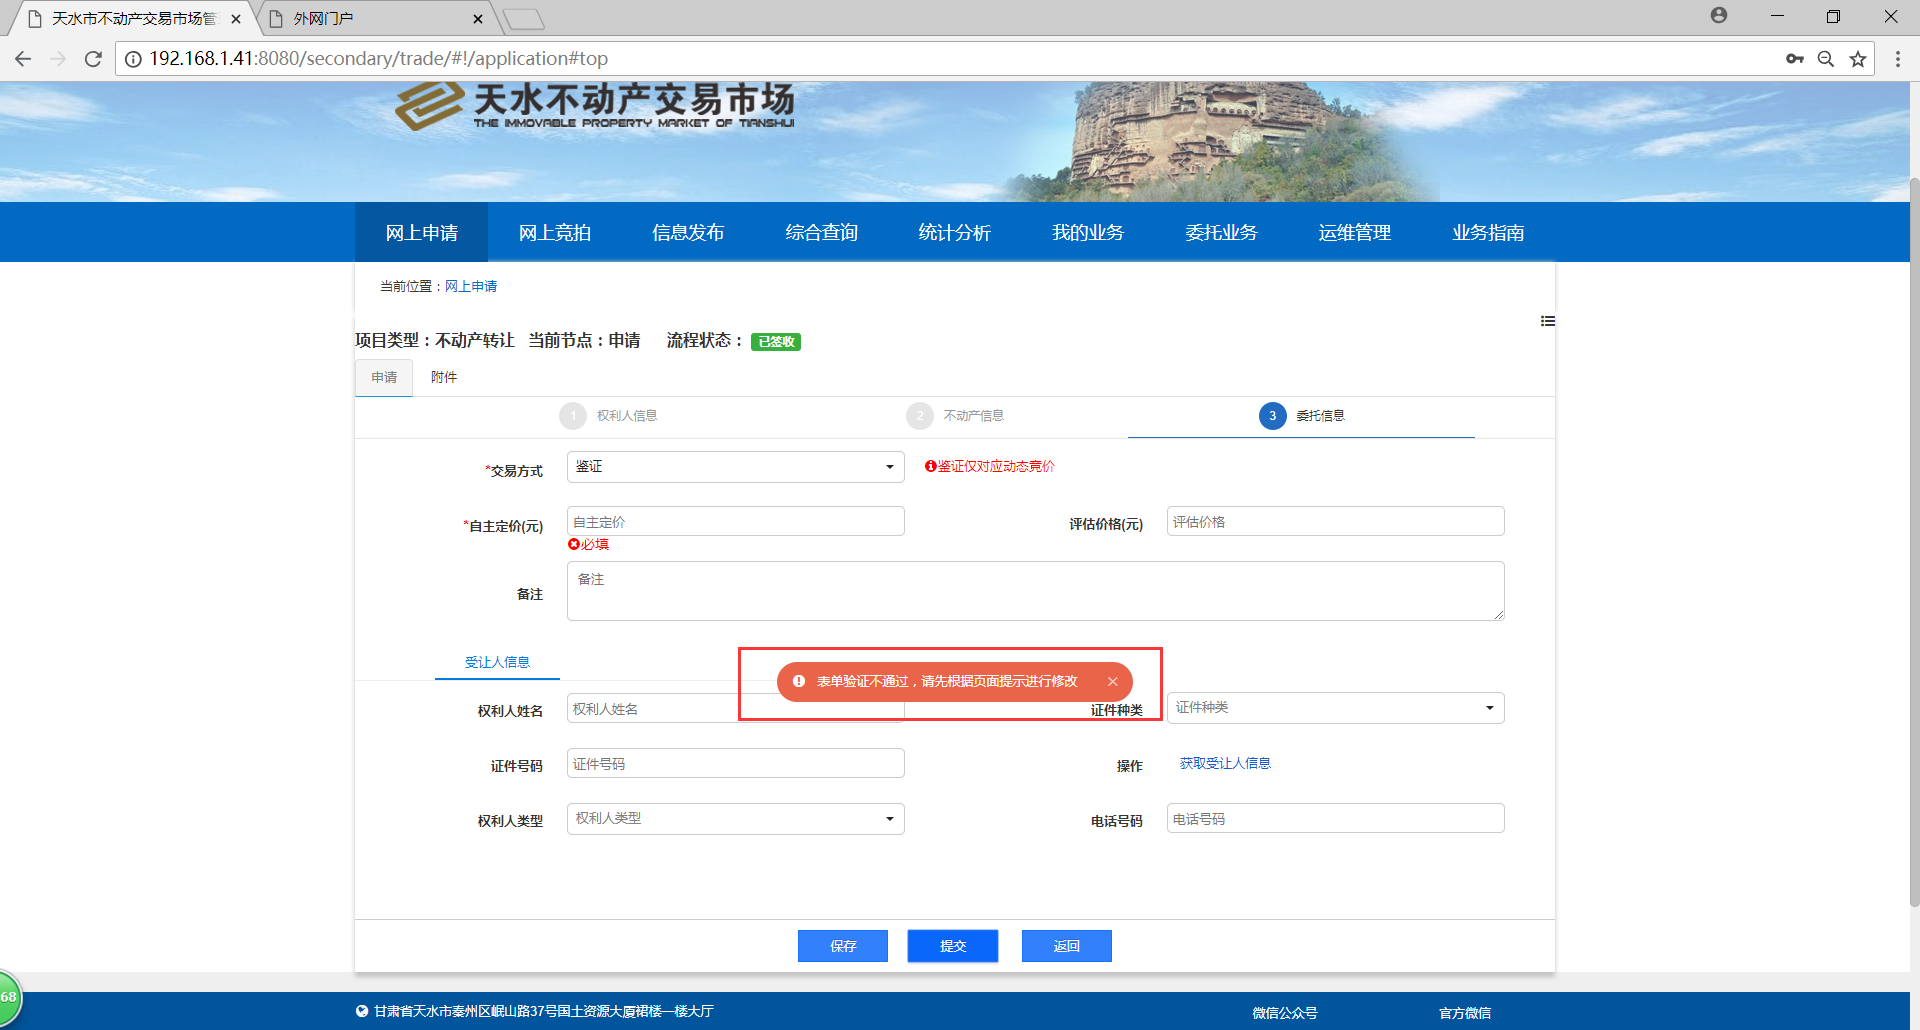 天水市不动产交易市场管
外网门户
192.168.1.41:8080/secondary/trade/#!/application#top
天水不动产交易市场
THE IMMOVABLE PROPERTY MARKET OF TIANSHUI
网上申请 网上竞拍 信息发布 综合查询 统计分析 我的业务 委托业务 运维管理 业务指南
当前位置：网上申请
项目类型：不动产转让 当前节点：申请 流程状态： 已签收
申请 附件
1 权利人信息 2 不动产信息 3 委托信息
*交易方式 鉴证 鉴证仅对应动态竞价
*自主定价(元) 自主定价 评估价格(元) 评估价格
必填
备注 备注
受让人信息
表单验证不通过，请先根据页面提示进行修改
权利人姓名 权利人姓名 证件种类 证件种类
证件号码 证件号码 操作 获取受让人信息
权利人类型 权利人类型 电话号码 电话号码
保存 提交 返回
68
甘肃省天水市秦州区岷山路37号国土资源大厦裙楼一楼大厅 微信公众号 官方微信